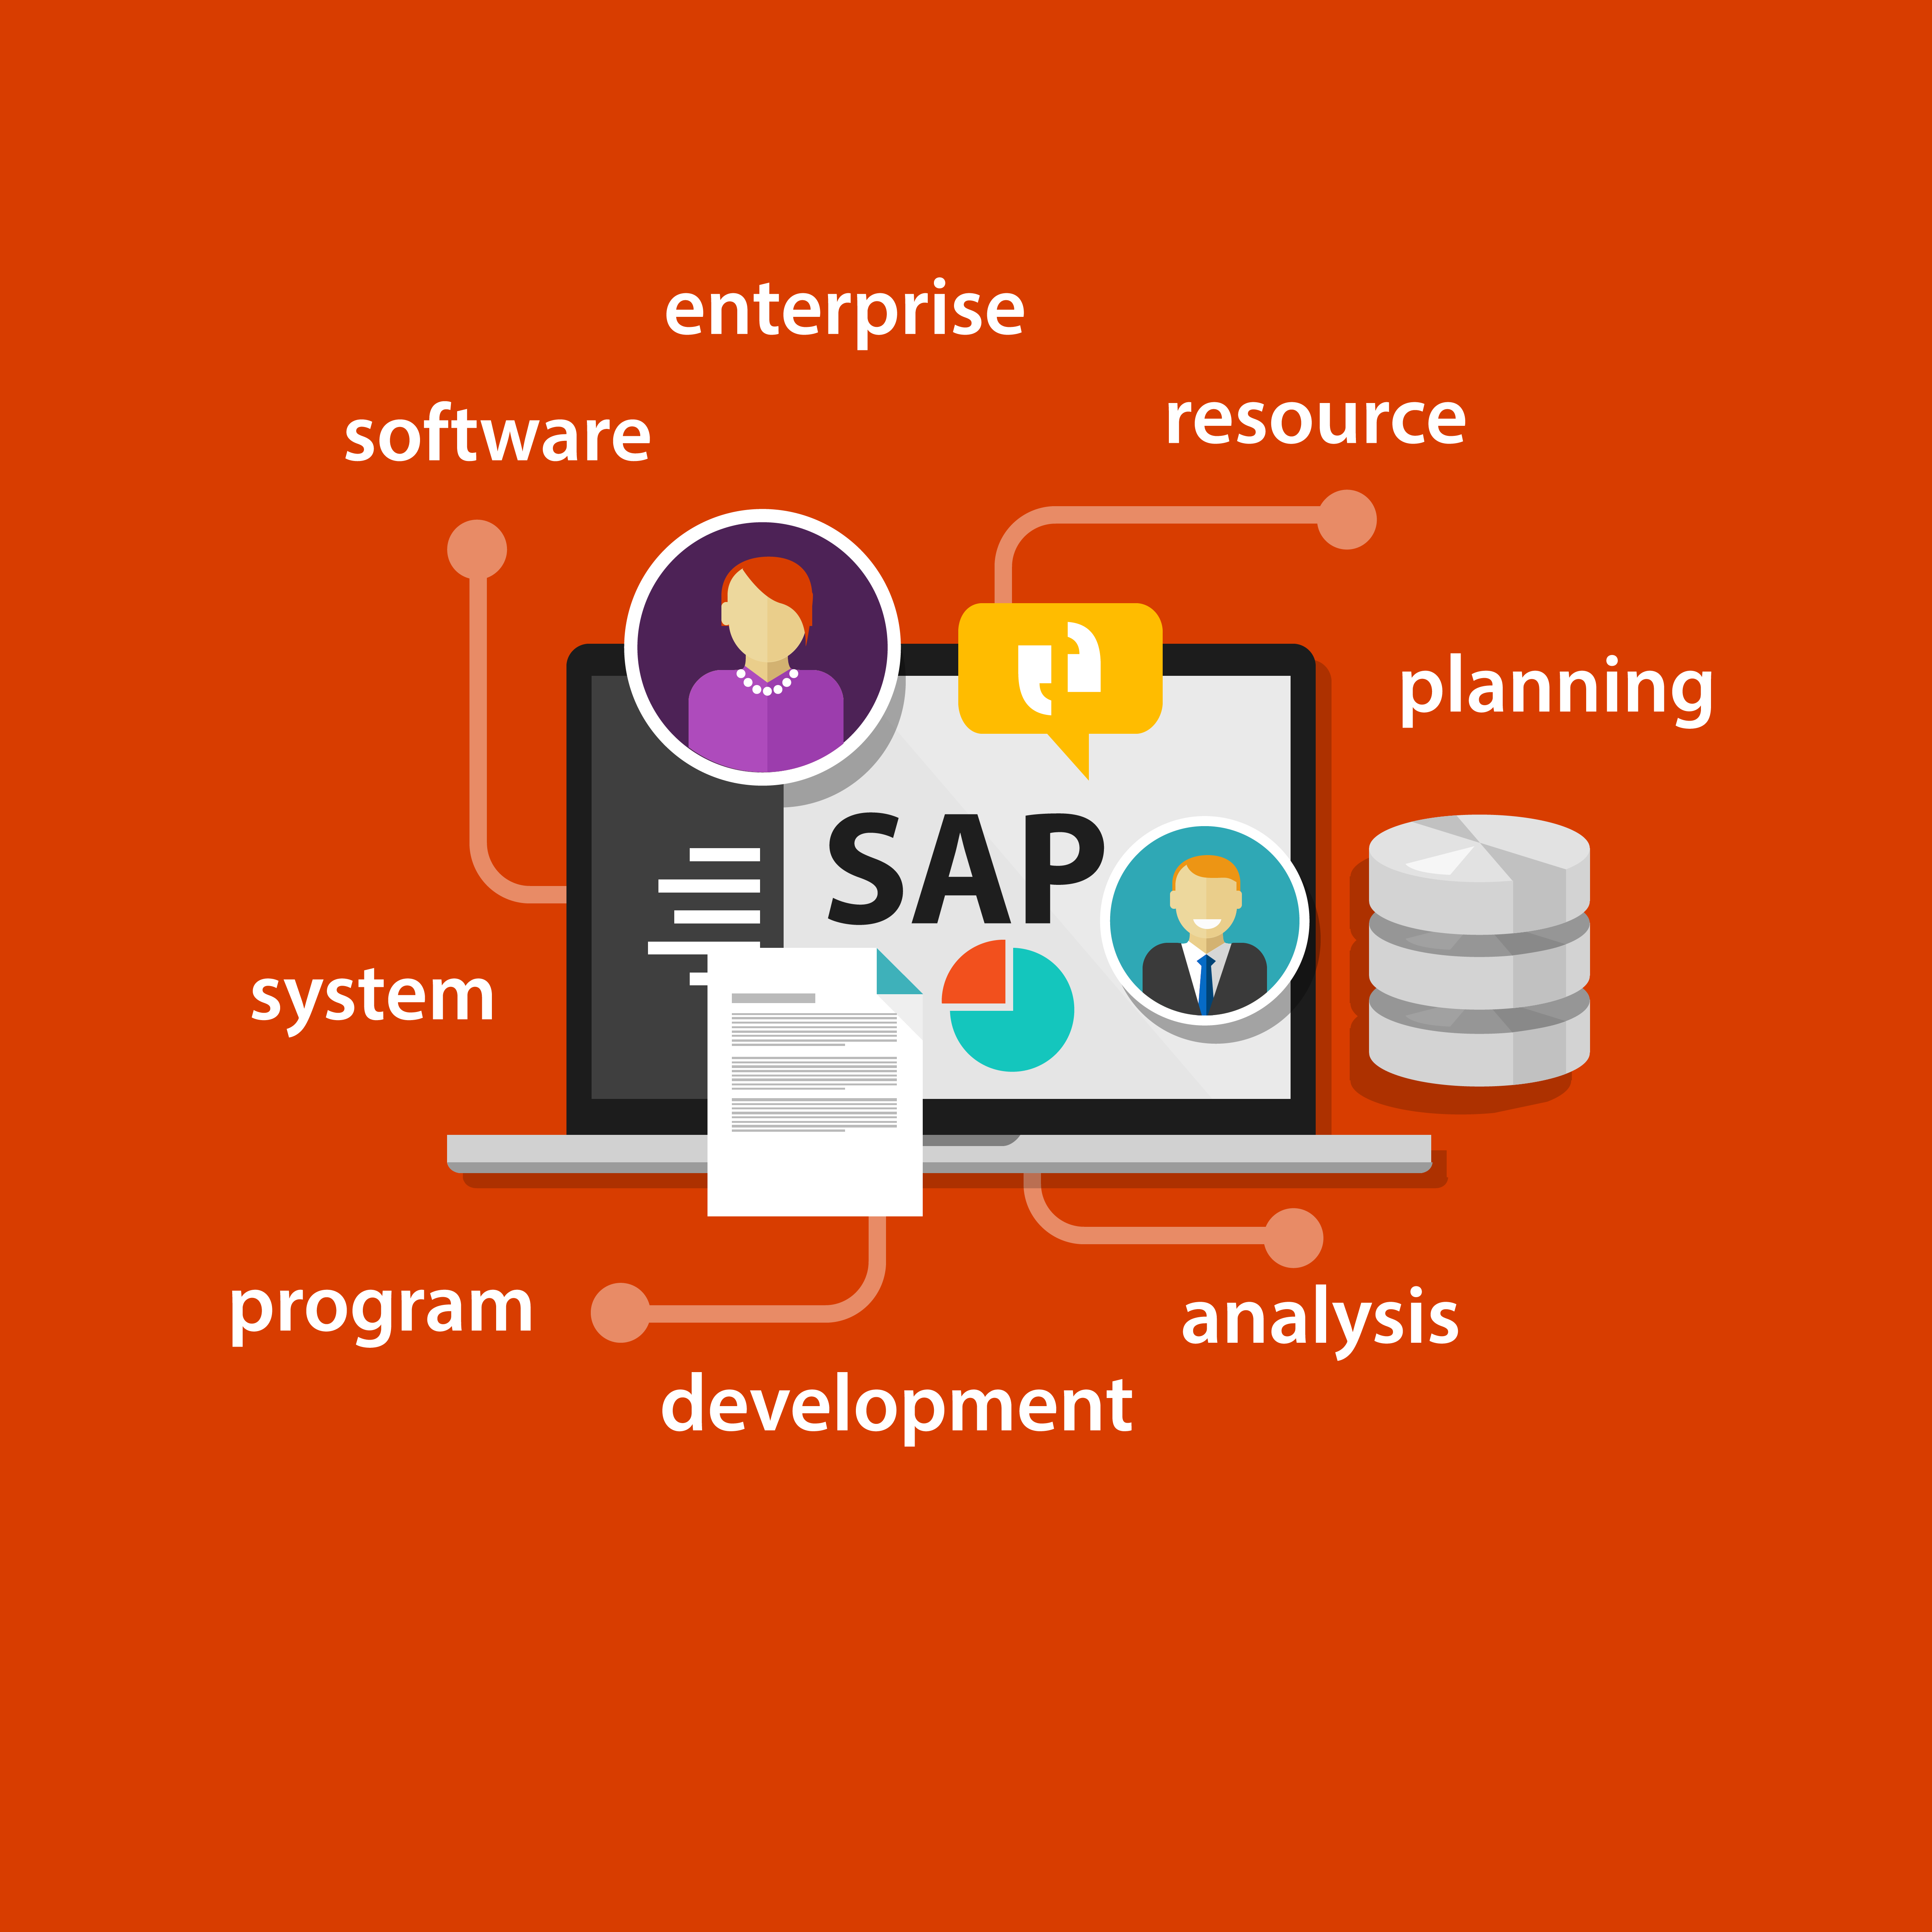 enterprise
software
resource
planning
SAP
system
program
analysis
development